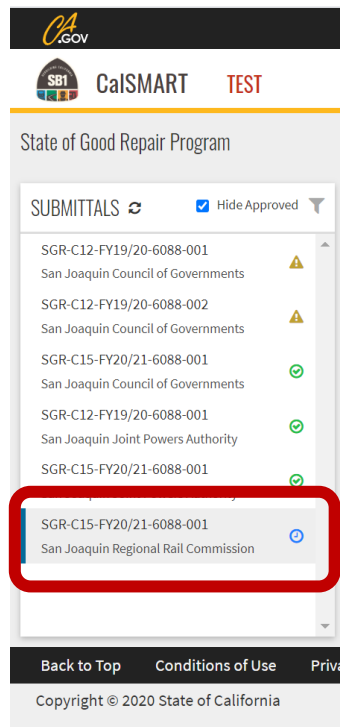 CA
.GOV
SB1
CalSMART TEST
State of Good Repair Program
SUBMITTALS Hide Approved
SGR-C12-FY19/20-6088-001
San Joaquin Council of Governments
SGR-C12-FY19/20-6088-002
San Joaquin Council of Governments
SGR-C15-FY20/21-6088-001
San Joaquin Council of Governments
SGR-C12-FY19/20-6088-001
San Joaquin Joint Powers Authority
SGR-C15-FY20/21-6088-001
SGR-C15-FY20/21-6088-001
San Joaquin Regional Rail Commission
Back to Top Conditions of Use Priva
Copyright © 2020 State of California